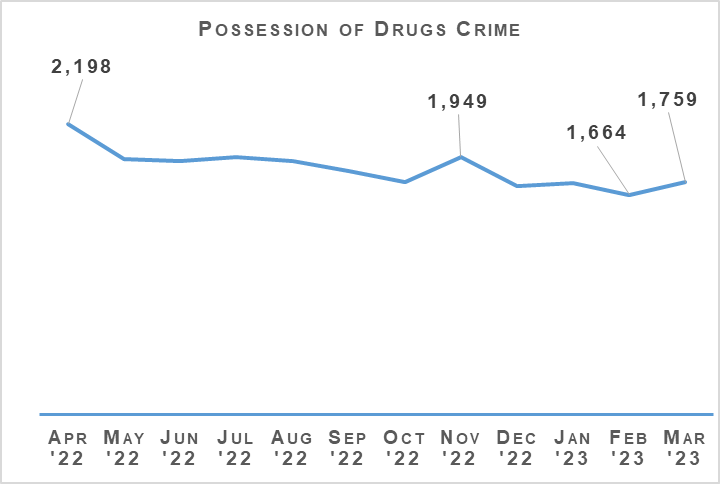 POSSESSION OF DRUGS CRIME
2,198
1,949
1,664
1,759
APR '22
MAY '22
JUN '22
JUL '22
AUG '22
SEP '22
OCT '22
NOV '22
DEC '22
JAN '23
FEB '23
MAR '23